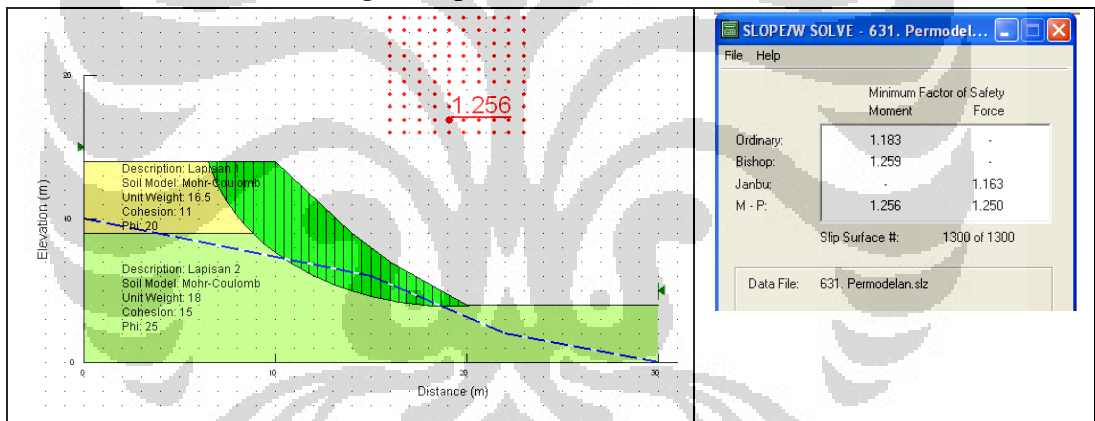 1.256
20
Elevation (m).
10
0
0
10
20
30
Distance (m)
Description: Lapisan 1
Soil Model: Mohr-Coulomb
Unit Weight: 16.5
Cohesion: 11
Phi: 20
Description: Lapisan 2
Soil Model: Mohr-Coulomb
Unit Weight: 18
Cohesion: 15
Phi: 25
SLOPE/W SOLVE - 631. Permodel...
File Help
Minimum Factor of Safety
Moment Force
Ordinary: 1.183 -
Bishop: 1.259 -
Janbu: - 1.163
M - P: 1.256 1.250
Slip Surface #: 1300 of 1300
Data File: 631. Permodelan.slz